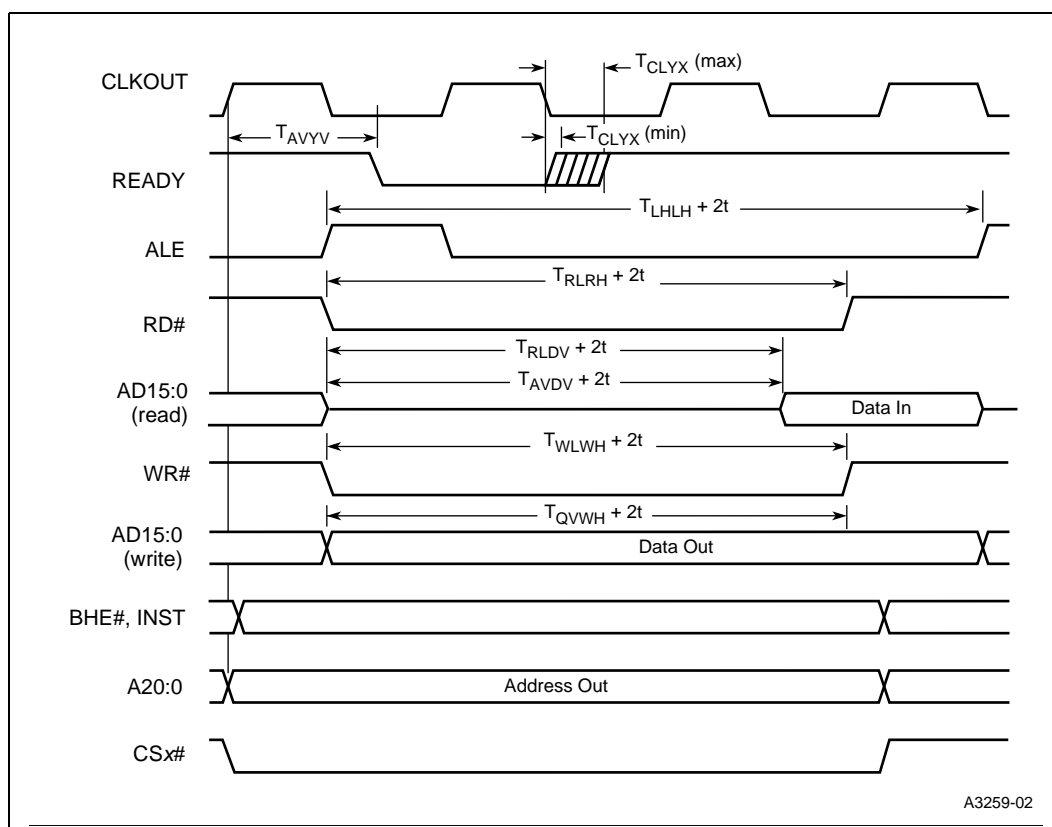 CLKOUT
T_CLYX (max)
T_AVYV
T_CLYX (min)
READY
T_LHLH + 2t
ALE
T_RLRH + 2t
RD#
T_RLDV + 2t
T_AVDV + 2t
AD15:0
(read)
Data In
T_WLWH + 2t
WR#
T_QVWH + 2t
AD15:0
(write)
Data Out
BHE#, INST
A20:0
Address Out
CSx#
A3259-02